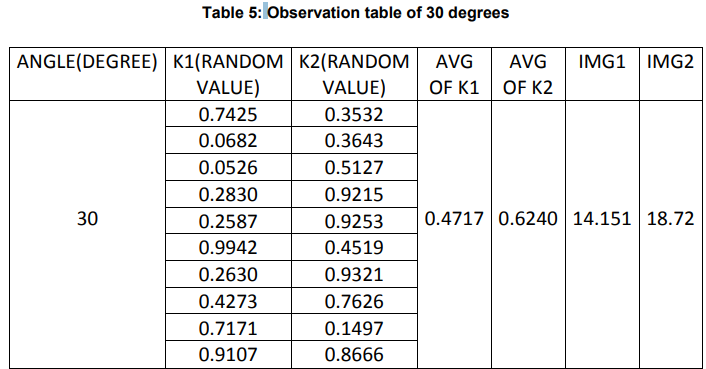 Table 5: Observation table of 30 degrees
ANGLE(DEGREE) K1(RANDOM K2(RANDOM AVG AVG IMG1 IMG2
VALUE) VALUE) OF K1 OF K2
0.7425 0.3532
0.0682 0.3643
0.0526 0.5127
0.2830 0.9215
30 0.2587 0.9253 0.4717 0.6240 14.151 18.72
0.9942 0.4519
0.2630 0.9321
0.4273 0.7626
0.7171 0.1497
0.9107 0.8666